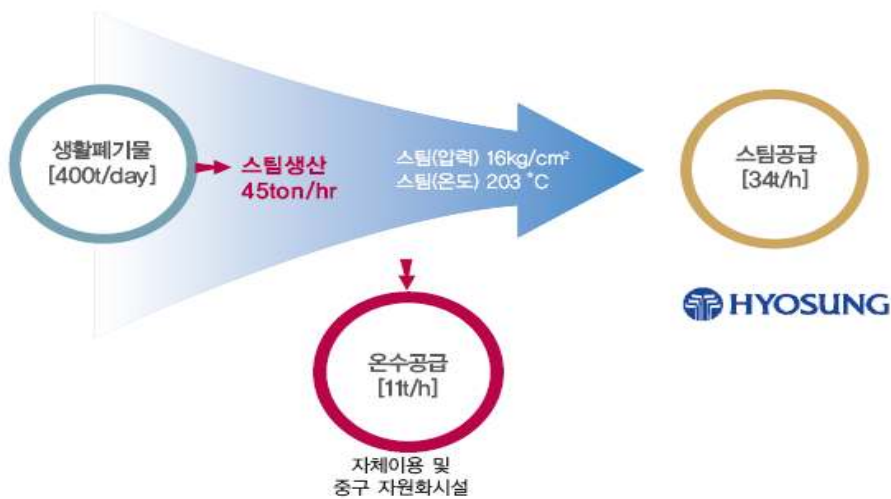 생활폐기물
[400t/day]
스팀생산
45ton/hr
스팀(압력) 16kg/cm²
스팀(온도) 203 °C
스팀공급
[34t/h]
HYOSUNG
온수공급
[11t/h]
자체이용 및
중구 자원화시설